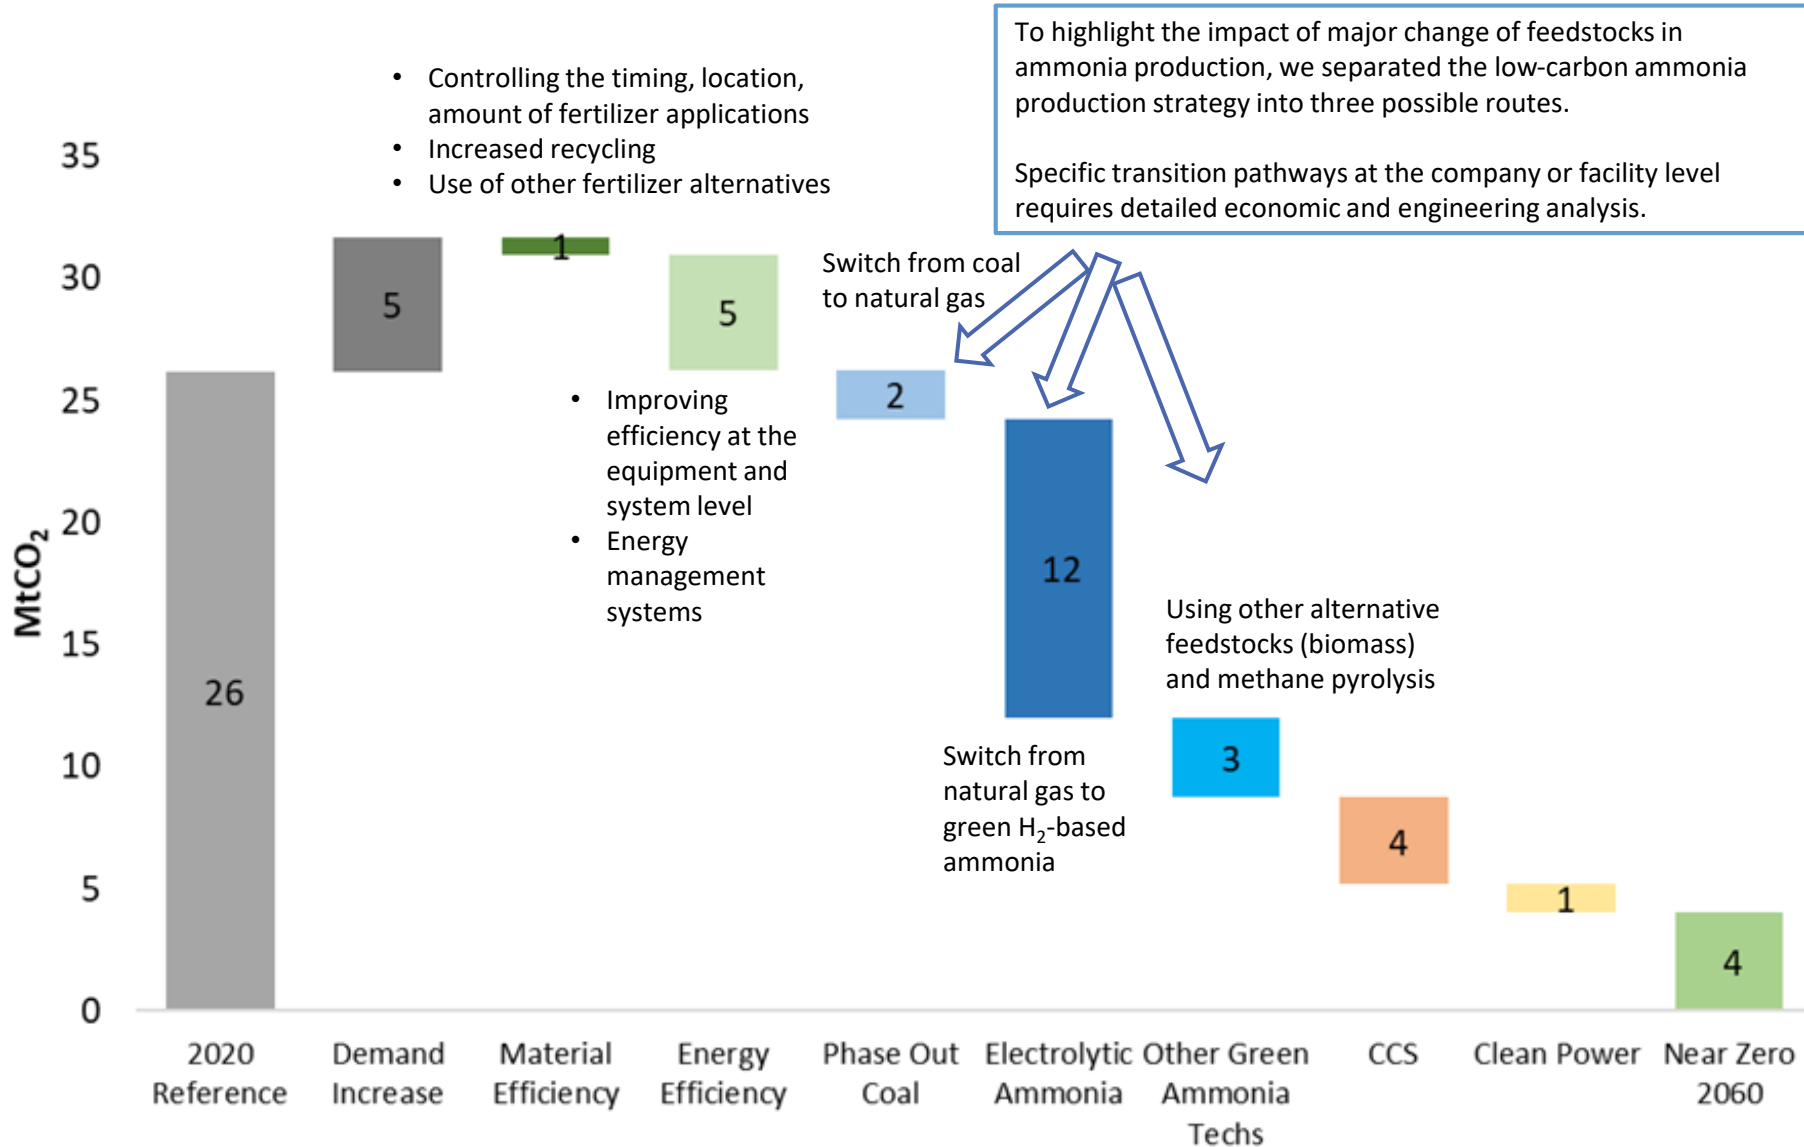 To highlight the impact of major change of feedstocks in
ammonia production, we separated the low-carbon ammonia
production strategy into three possible routes.
Specific transition pathways at the company or facility level
requires detailed economic and engineering analysis.
• Controlling the timing, location,
amount of fertilizer applications
• Increased recycling
• Use of other fertilizer alternatives
35
30
25
20
15
10
5
0
MtCO₂
26
5
1
5
Switch from coal
to natural gas
2
• Improving
efficiency at the
equipment and
system level
• Energy
management
systems
12
Switch from
natural gas to
green H₂-based
ammonia
Using other alternative
feedstocks (biomass)
and methane pyrolysis
3
4
1
4
2020
Reference
Demand
Increase
Material
Efficiency
Energy
Efficiency
Phase Out
Coal
Electrolytic
Ammonia
Other Green
Ammonia
Techs
CCS
Clean Power
Near Zero
2060